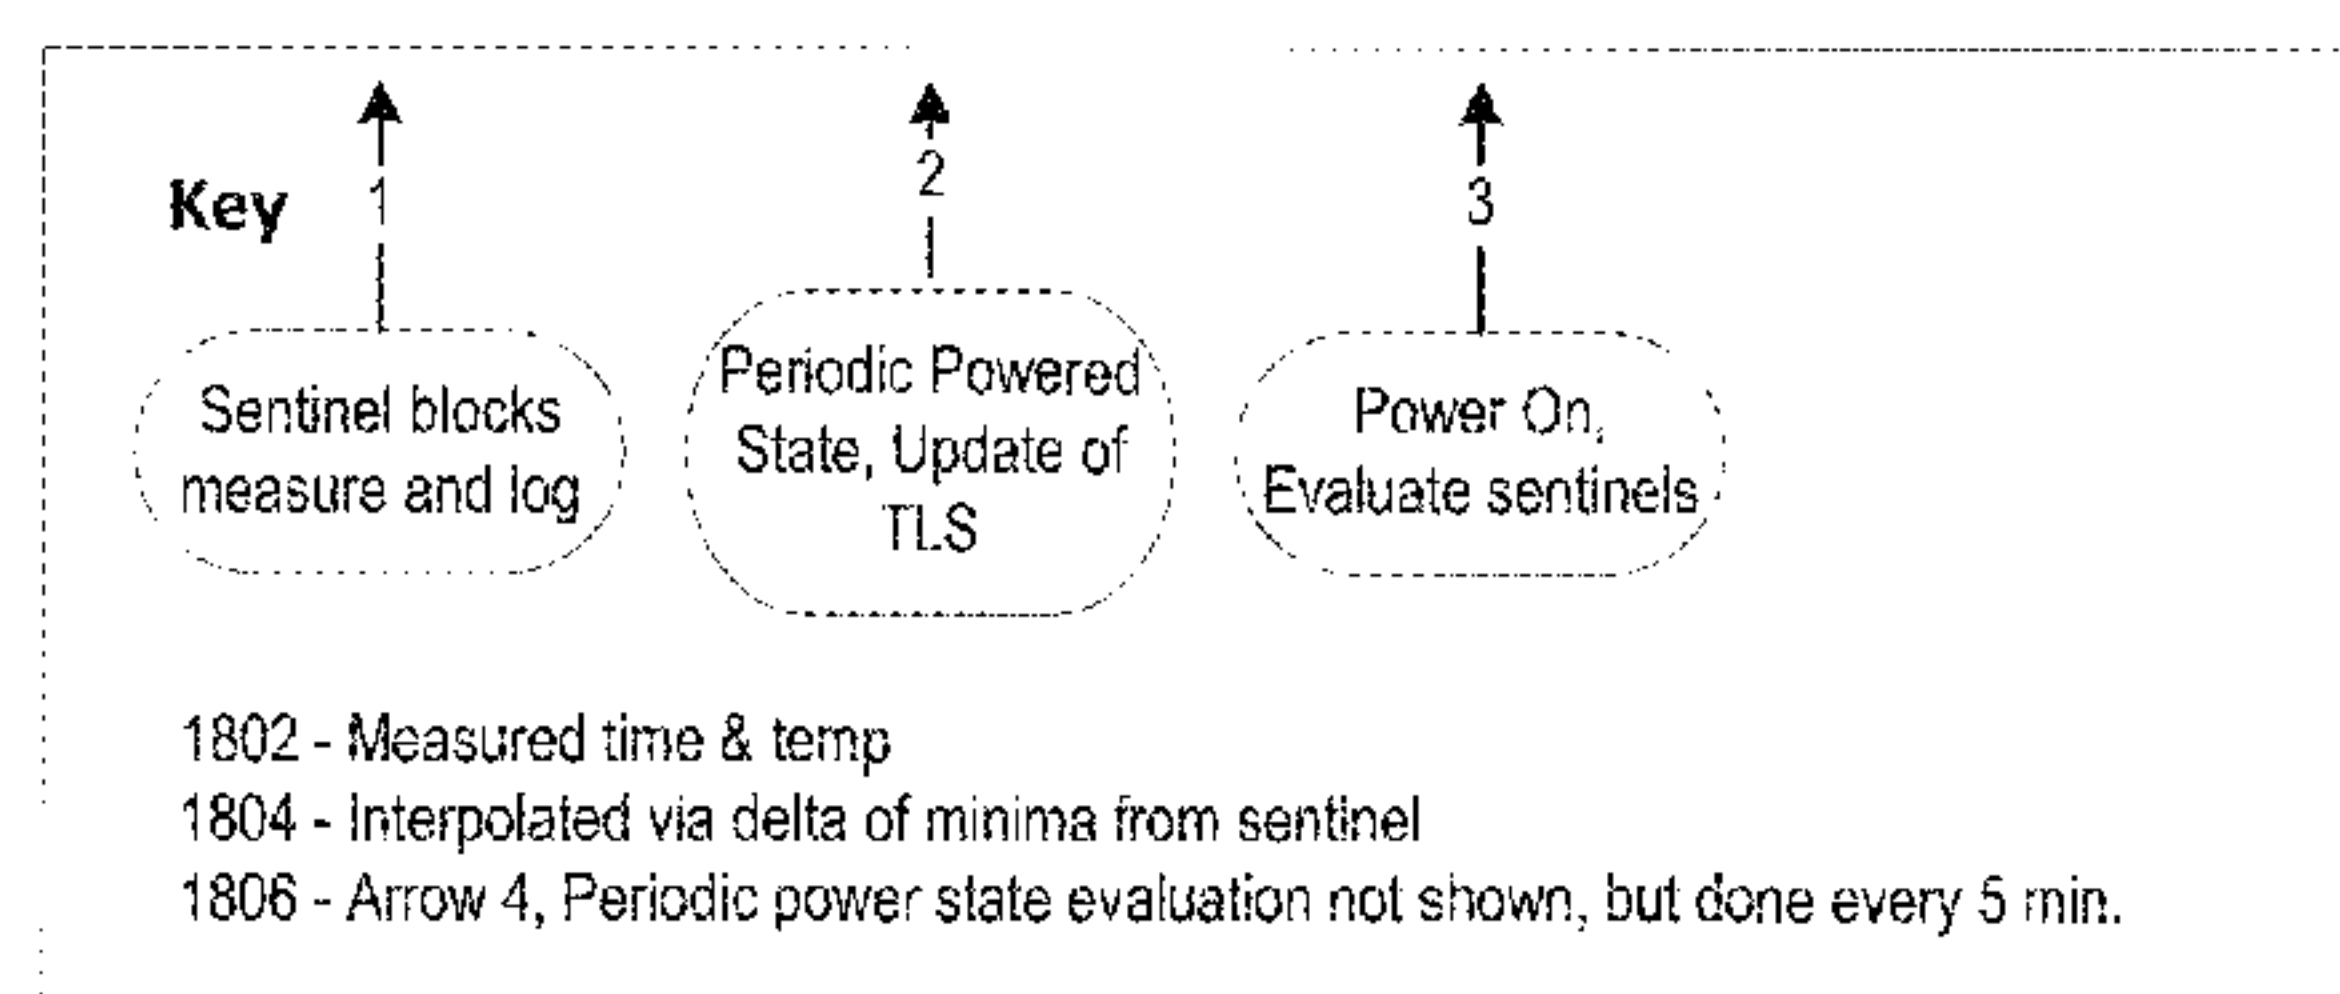 Key
1
2
3
Sentinel blocks
measure and log
Periodic Powered
State, Update of
TLS
Power On,
Evaluate sentinels
1802 - Measured time & temp
1804 - Interpolated via delta of minima from sentinel
1806 - Arrow 4, Periodic power state evaluation not shown, but done every 5 min.